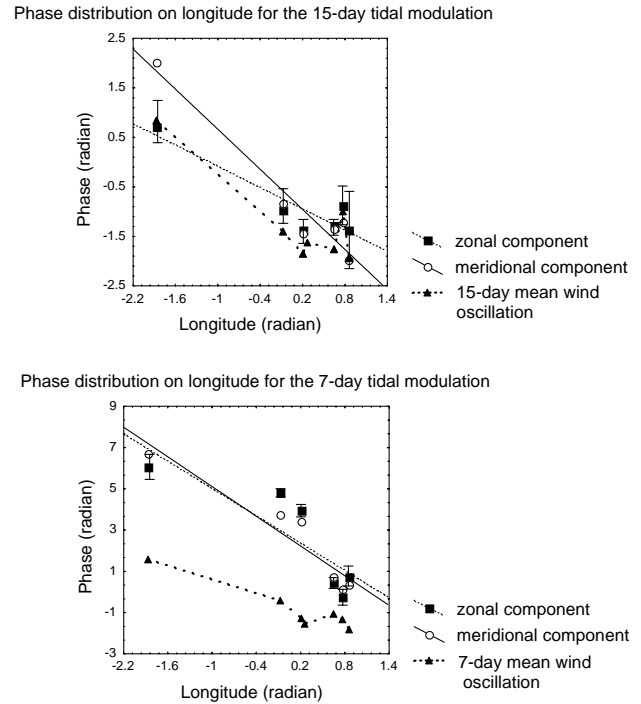 Phase distribution on longitude for the 15-day tidal modulation
2.5
1.5
0.5
-0.5
-1.5
-2.5
Phase (radian)
-2.2 -1.6 -1 -0.4 0.2 0.8 1.4
Longitude (radian)
zonal component
meridional component
15-day mean wind
oscillation
Phase distribution on longitude for the 7-day tidal modulation
9
7
5
3
1
-1
-3
Phase (radian)
-2.2 -1.6 -1 -0.4 0.2 0.8 1.4
Longitude (radian)
zonal component
meridional component
7-day mean wind
oscillation